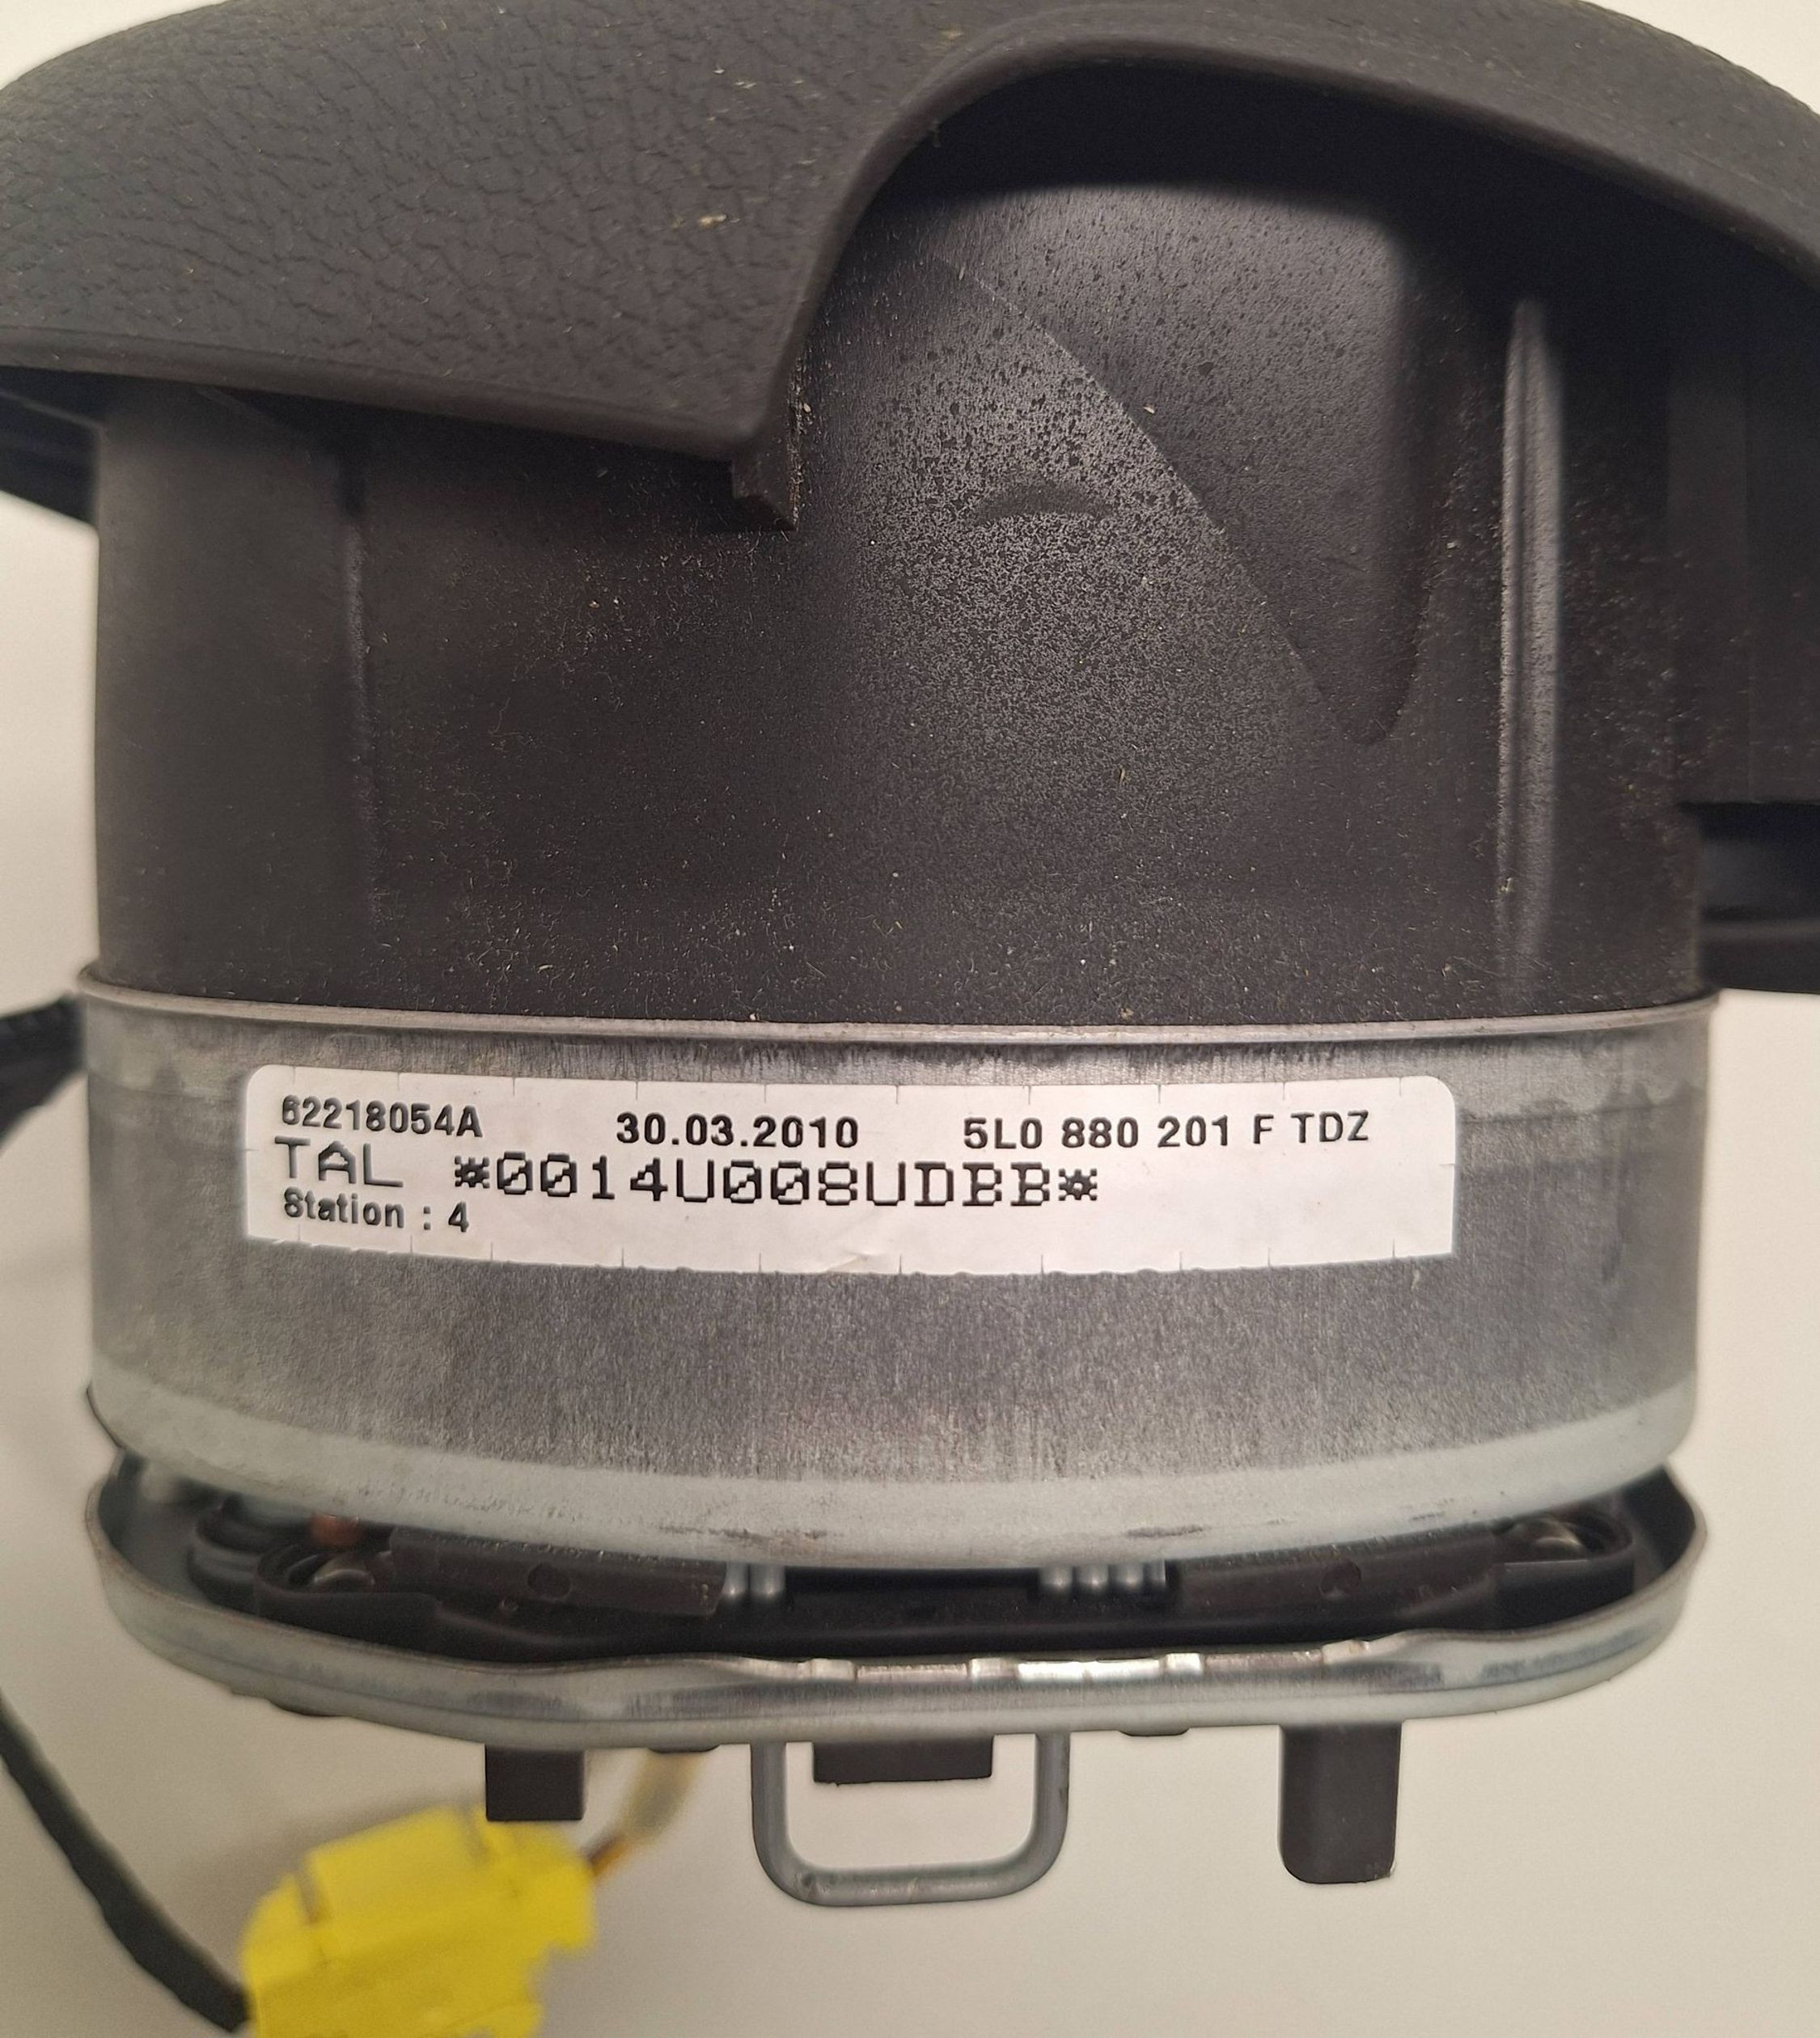 62218054A 30.03.2010 5L0 880 201 F TDZ
TAL *0014U008UDBB*
Station : 4